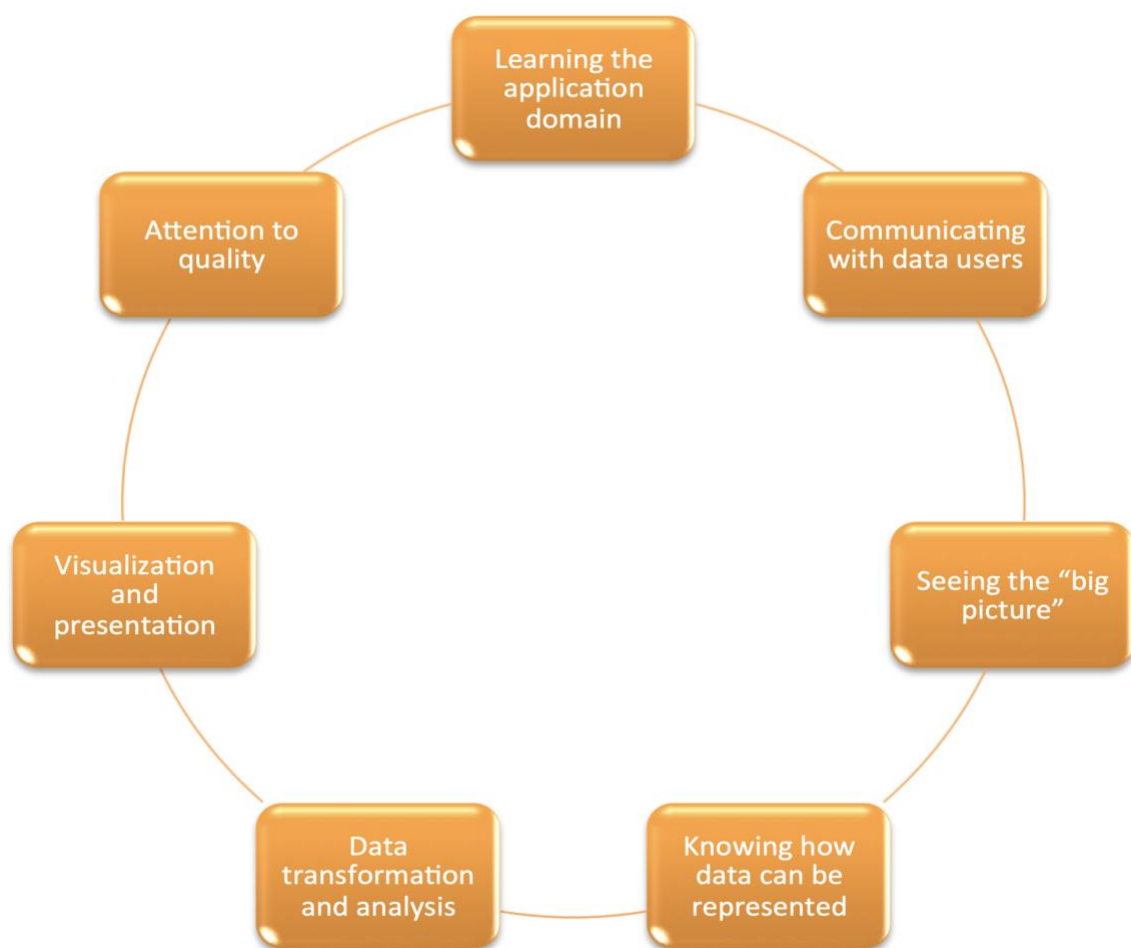 Learning the
application
domain
Communicating
with data users
Seeing the “big
picture”
Knowing how
data can be
represented
Data
transformation
and analysis
Visualization
and
presentation
Attention to
quality